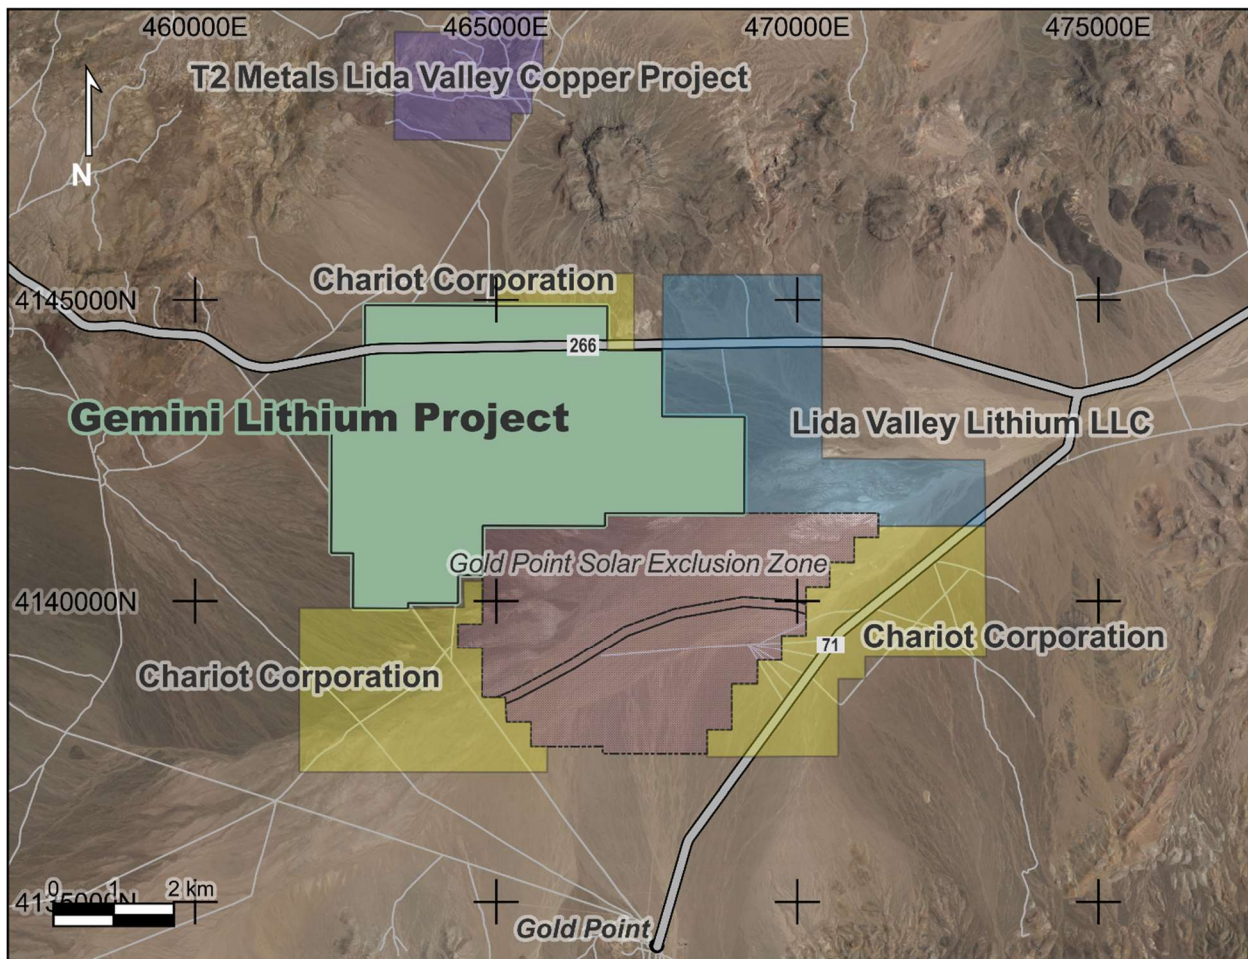 460000E 465000E 470000E 475000E
T2 Metals Lida Valley Copper Project
N
Chariot Corporation
4145000N
266
Gemini Lithium Project
Lida Valley Lithium LLC
Gold Point Solar Exclusion Zone
4140000N
71
Chariot Corporation
Chariot Corporation
0 1 2 km
4135000N
Gold Point